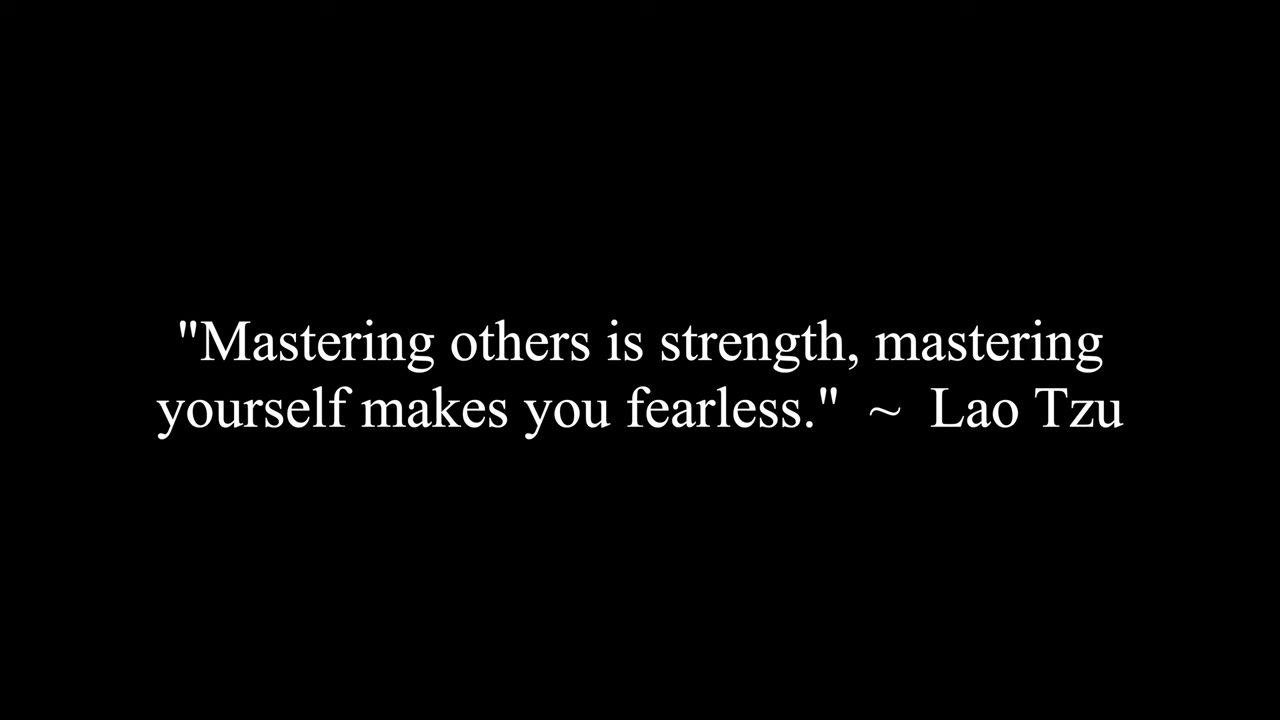 "Mastering others is strength, mastering
yourself makes you fearless."  ~  Lao Tzu